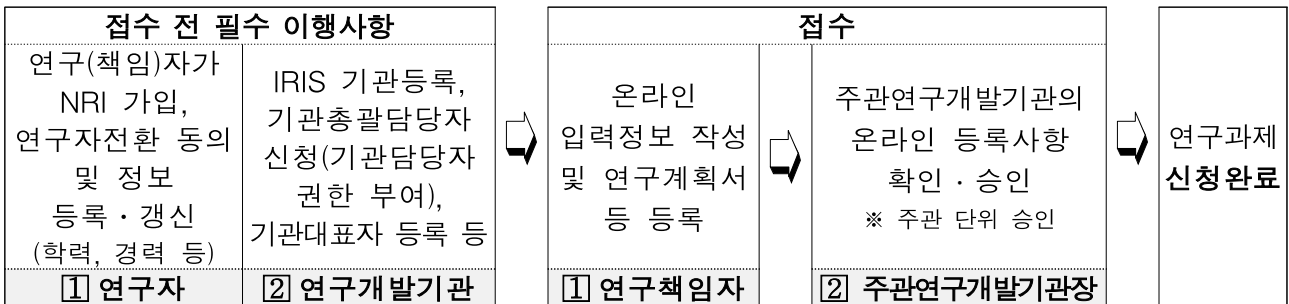 접수 전 필수 이행사항
연구(책임)자가
NRI 가입,
연구자전환 동의
및 정보
등록・갱신
(학력, 경력 등)
1 연구자
IRIS 기관등록,
기관총괄담당자
신청(기관담당자
권한 부여),
기관대표자 등록 등
2 연구개발기관
접수
온라인
입력정보 작성
및 연구계획서
등 등록
1 연구책임자
주관연구개발기관의
온라인 등록사항
확인・승인
※ 주관 단위 승인
2 주관연구개발기관장
연구과제
신청완료